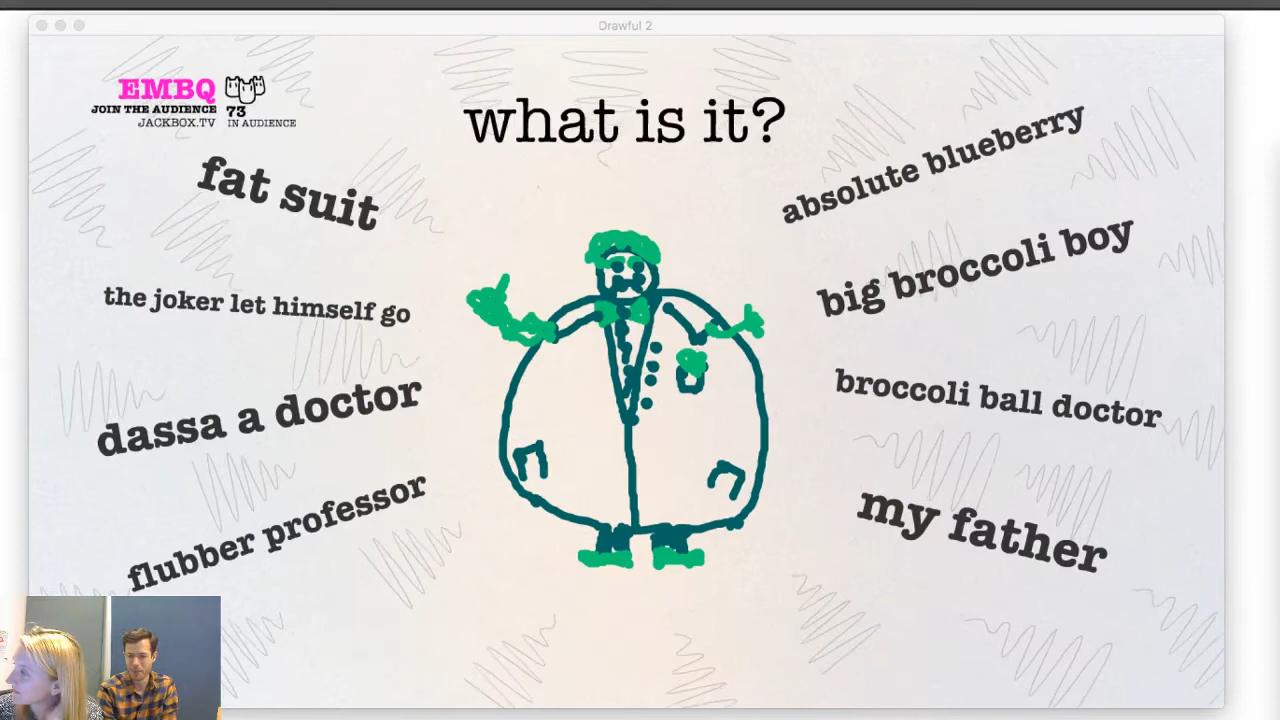 Drawful 2
EMBQ
JOIN THE AUDIENCE
JACKBOX.TV
73
IN AUDIENCE
what is it?
fat suit
the joker let himself go
dassa a doctor
flubber professor
absolute blueberry
big broccoli boy
broccoli ball doctor
my father